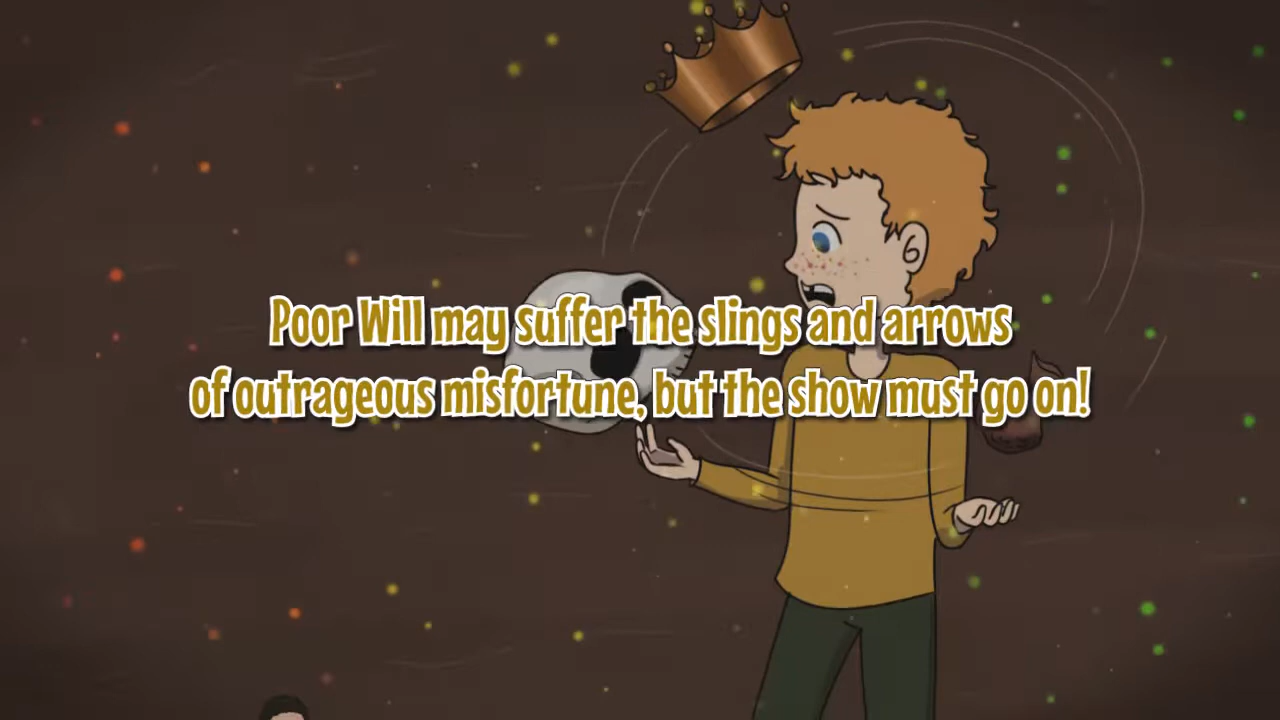 Poor Will may suffer the slings and arrows
of outrageous misfortune, but the show must go on!